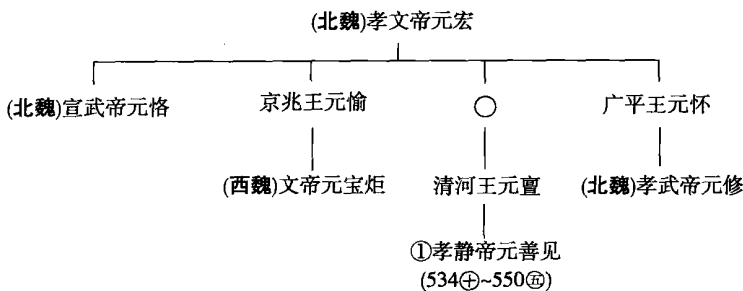 (北魏)孝文帝元宏
(北魏)宣武帝元恪
京兆王元愉
○
广平王元怀
(西魏)文帝元宝炬
清河王元亶
(北魏)孝武帝元修
①孝静帝元善见
(534㊉~550㊄)